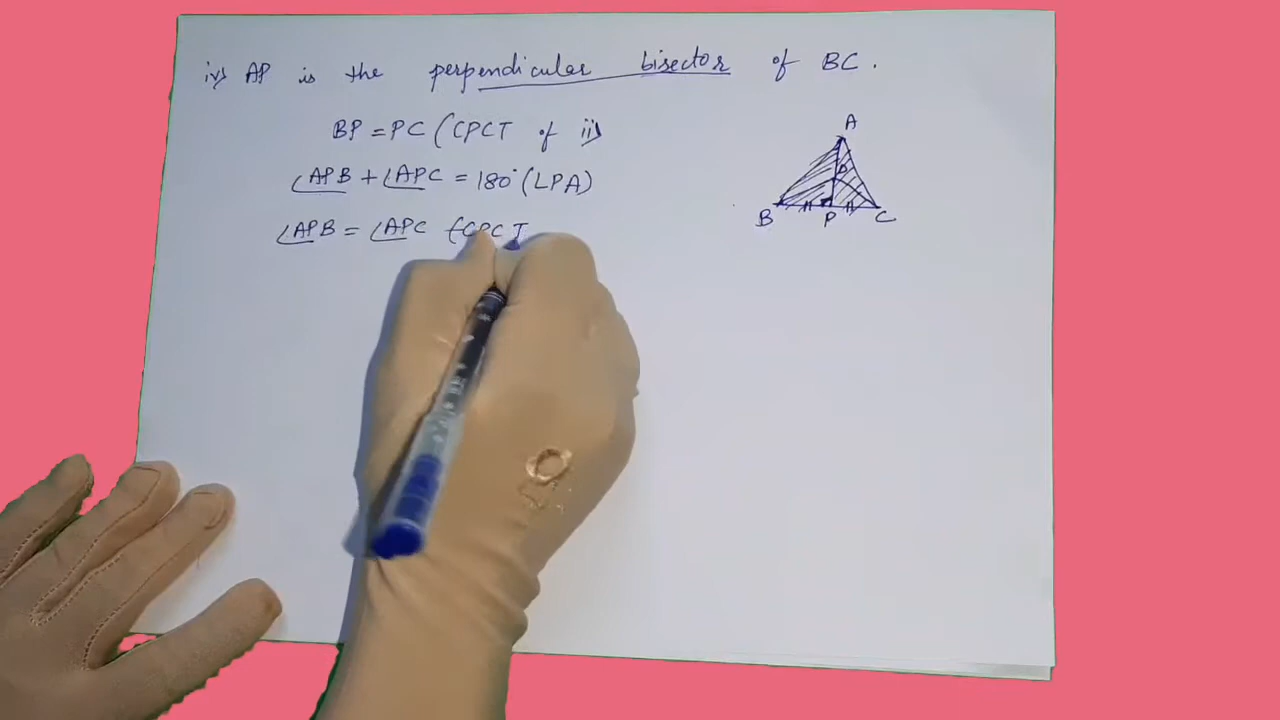 iv) AP is the perpendicular bisector of BC.
BP = PC (CPCT of ii)
∠APB + ∠APC = 180° (LPA)
∠APB = ∠APC (CPCT
A
D
B
P
C